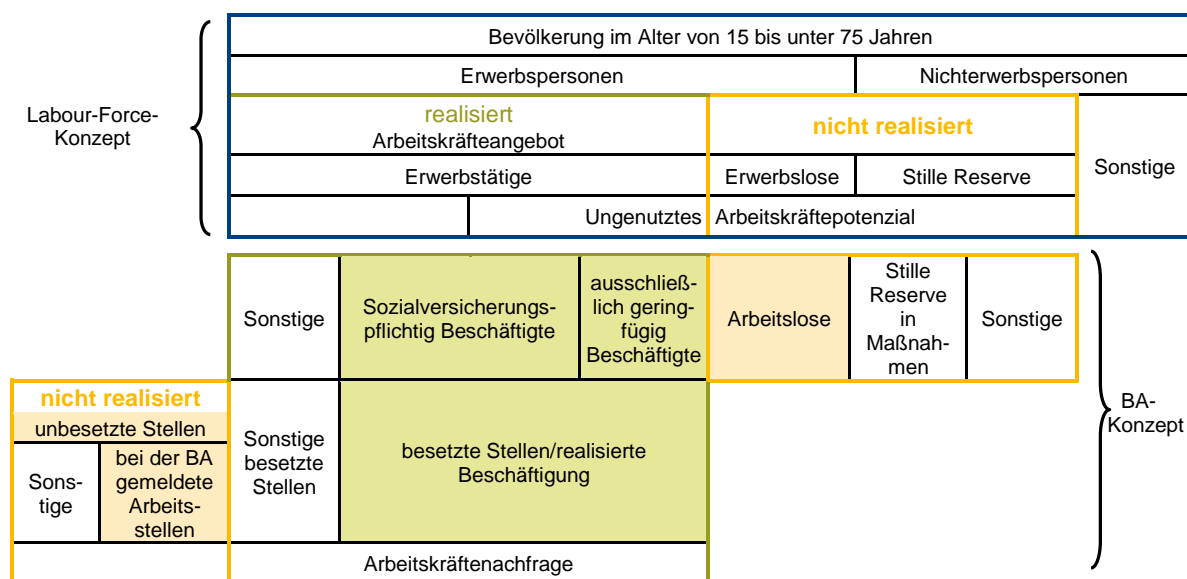 Bevölkerung im Alter von 15 bis unter 75 Jahren
Erwerbspersonen
Nichterwerbspersonen
Labour-Force-
Konzept
realisiert
Arbeitskräfteangebot
nicht realisiert
Sonstige
Erwerbstätige
Erwerbslose
Stille Reserve
Ungenutztes
Arbeitskräftepotenzial
Sonstige
Sozialversicherungs-
pflichtig Beschäftigte
ausschließ-
lich gering-
fügig
Beschäftigte
Arbeitslose
Stille
Reserve
in
Maßnah-
men
Sonstige
BA-
Konzept
nicht realisiert
unbesetzte Stellen
Sons-
tige
bei der BA
gemeldete
Arbeits-
stellen
Sonstige
besetzte
Stellen
besetzte Stellen/realisierte
Beschäftigung
Arbeitskräftenachfrage